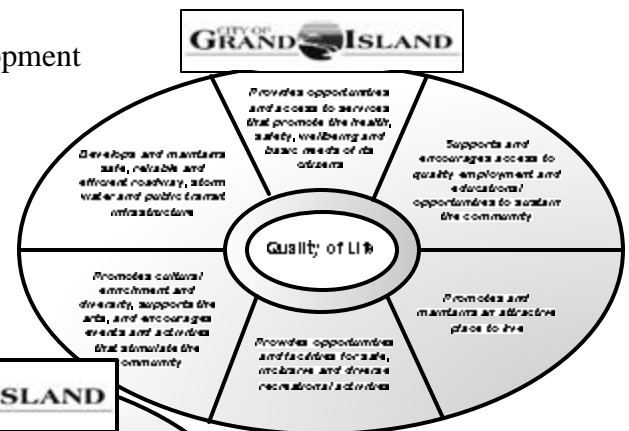 opment
CITY OF
GRAND ISLAND
Provides opportunities
and access to services
that promote the health,
safety, wellbeing and
basic needs of its
citizens
Supports and
encourages access to
quality employment and
educational
opportunities to sustain
the community
Promotes and
maintains an attractive
place to live
Provides opportunities
and facilities for safe,
inclusive and diverse
recreational activities
Promotes cultural
enrichment and
diversity, supports the
arts, and encourages
events and activities
that stimulate the
community
Develops and maintains
safe, reliable and
efficient roadway, storm
water and public transit
infrastructure
Quality of Life
SLAND